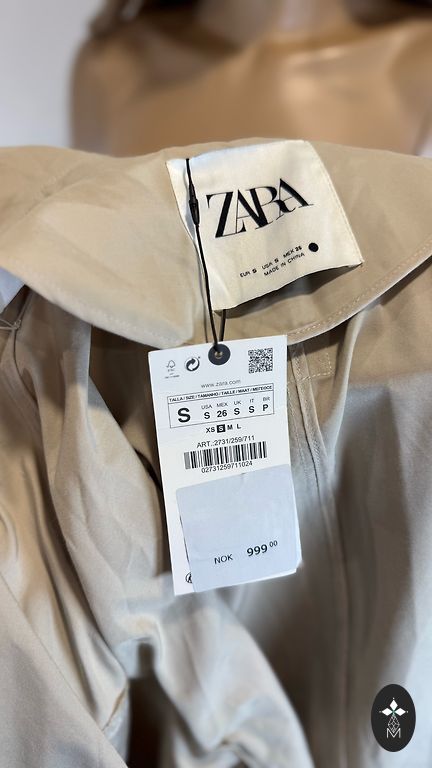 ZARA
EUR S USA S MEX 26
MADE IN CHINA
www.zara.com
TALLA / SIZE / TAMANHO / TAILLE / MAAT / ΜΕΓΕΘΟΣ
S
USA MEX UK IT BR
S 26 S S P
XS S M L
ART.:2731/259/711
02731259711024
NOK 999 00